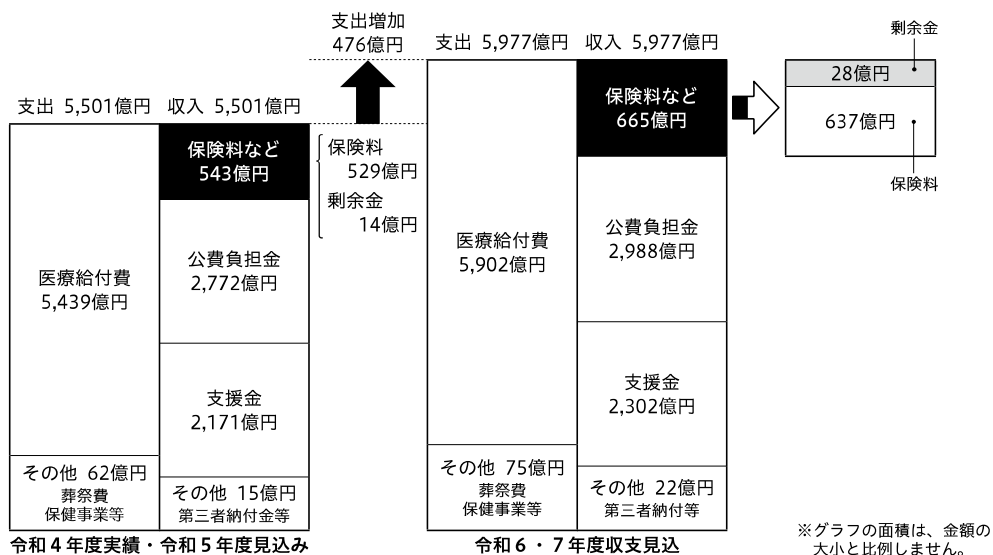 支出増加
476億円
支出 5,501億円
収入 5,501億円
医療給付費
5,439億円
その他 62億円
葬祭費
保健事業等
保険料など
543億円
公費負担金
2,772億円
支援金
2,171億円
その他 15億円
第三者納付金等
保険料
529億円
剰余金
14億円
令和4年度実績・令和5年度見込み
支出 5,977億円
収入 5,977億円
医療給付費
5,902億円
その他 75億円
葬祭費
保健事業等
保険料など
665億円
公費負担金
2,988億円
支援金
2,302億円
その他 22億円
第三者納付等
令和6・7年度収支見込
剰余金
28億円
637億円
保険料
※グラフの面積は、金額の
大小と比例しません。